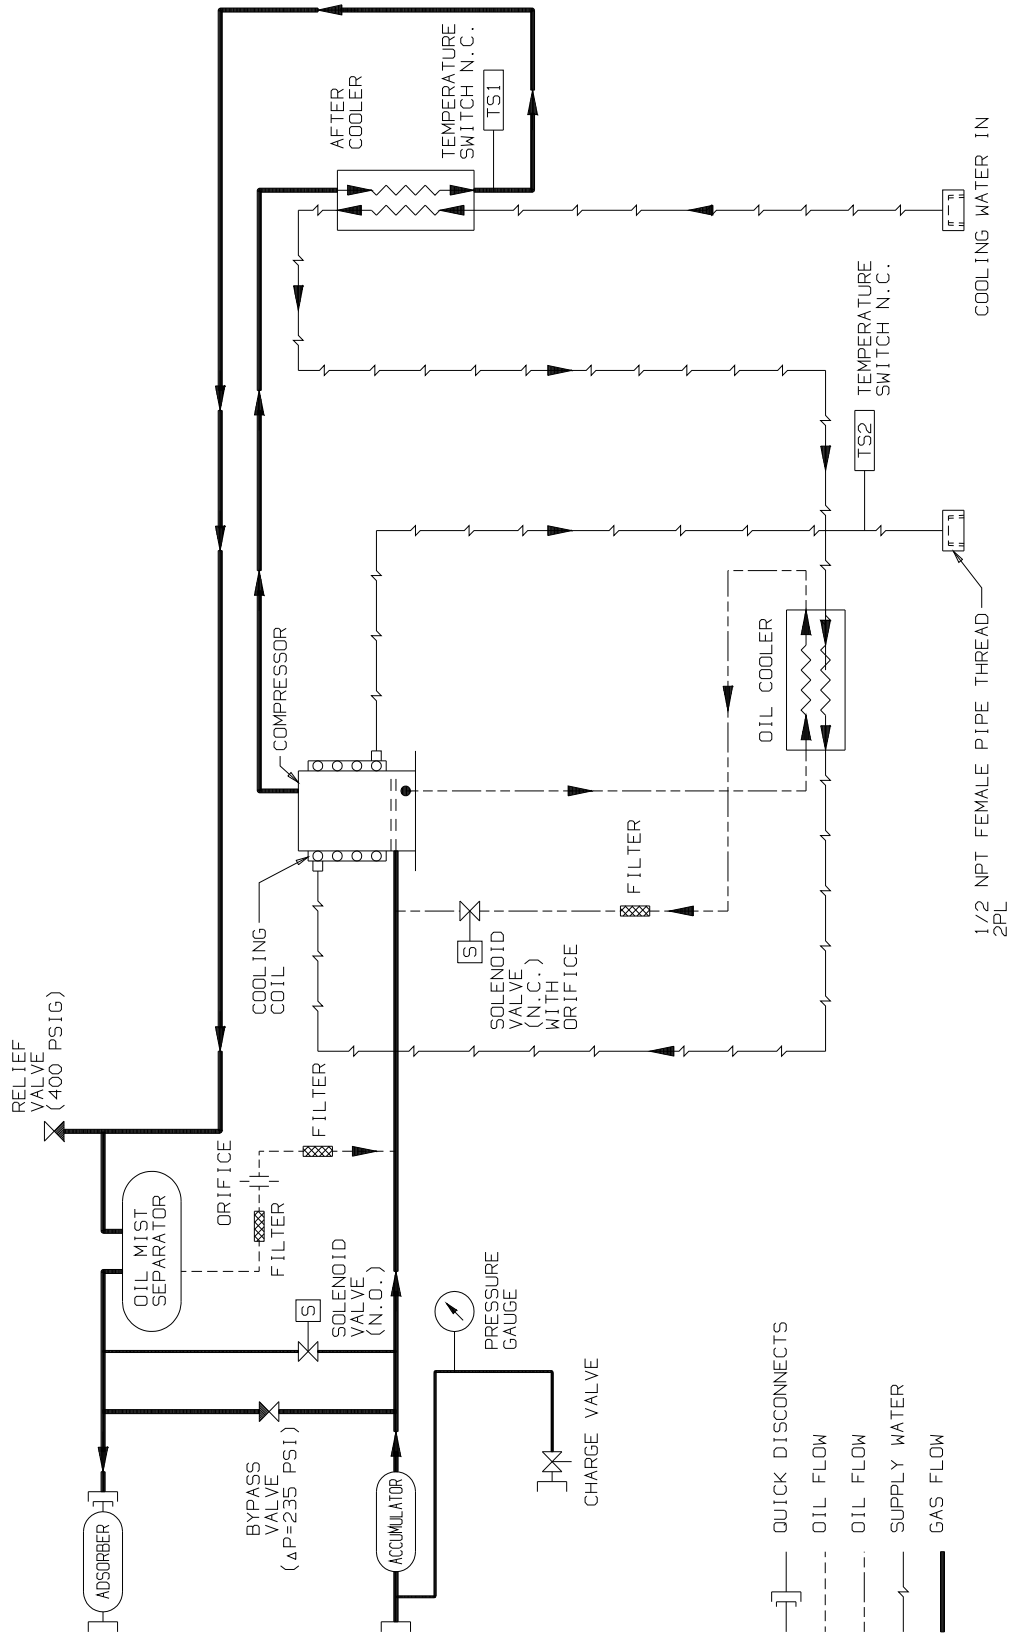 RELIEF
VALVE
(400 PSIG)
OIL MIST
SEPARATOR
ADSORBER
BYPASS
VALVE
(ΔP=235 PSI)
ACCUMULATOR
SOLENOID
VALVE
(N.O.)
S
PRESSURE
GAUGE
CHARGE VALVE
ORIFICE
FILTER
FILTER
COOLING
COIL
COMPRESSOR
S
SOLENOID
VALVE
(N.C.)
WITH
ORIFICE
FILTER
OIL COOLER
AFTER
COOLER
TEMPERATURE
SWITCH N.C.
TS1
TS2
TEMPERATURE
SWITCH N.C.
COOLING WATER IN
1/2 NPT FEMALE PIPE THREAD
2PL
QUICK DISCONNECTS
OIL FLOW
OIL FLOW
SUPPLY WATER
GAS FLOW